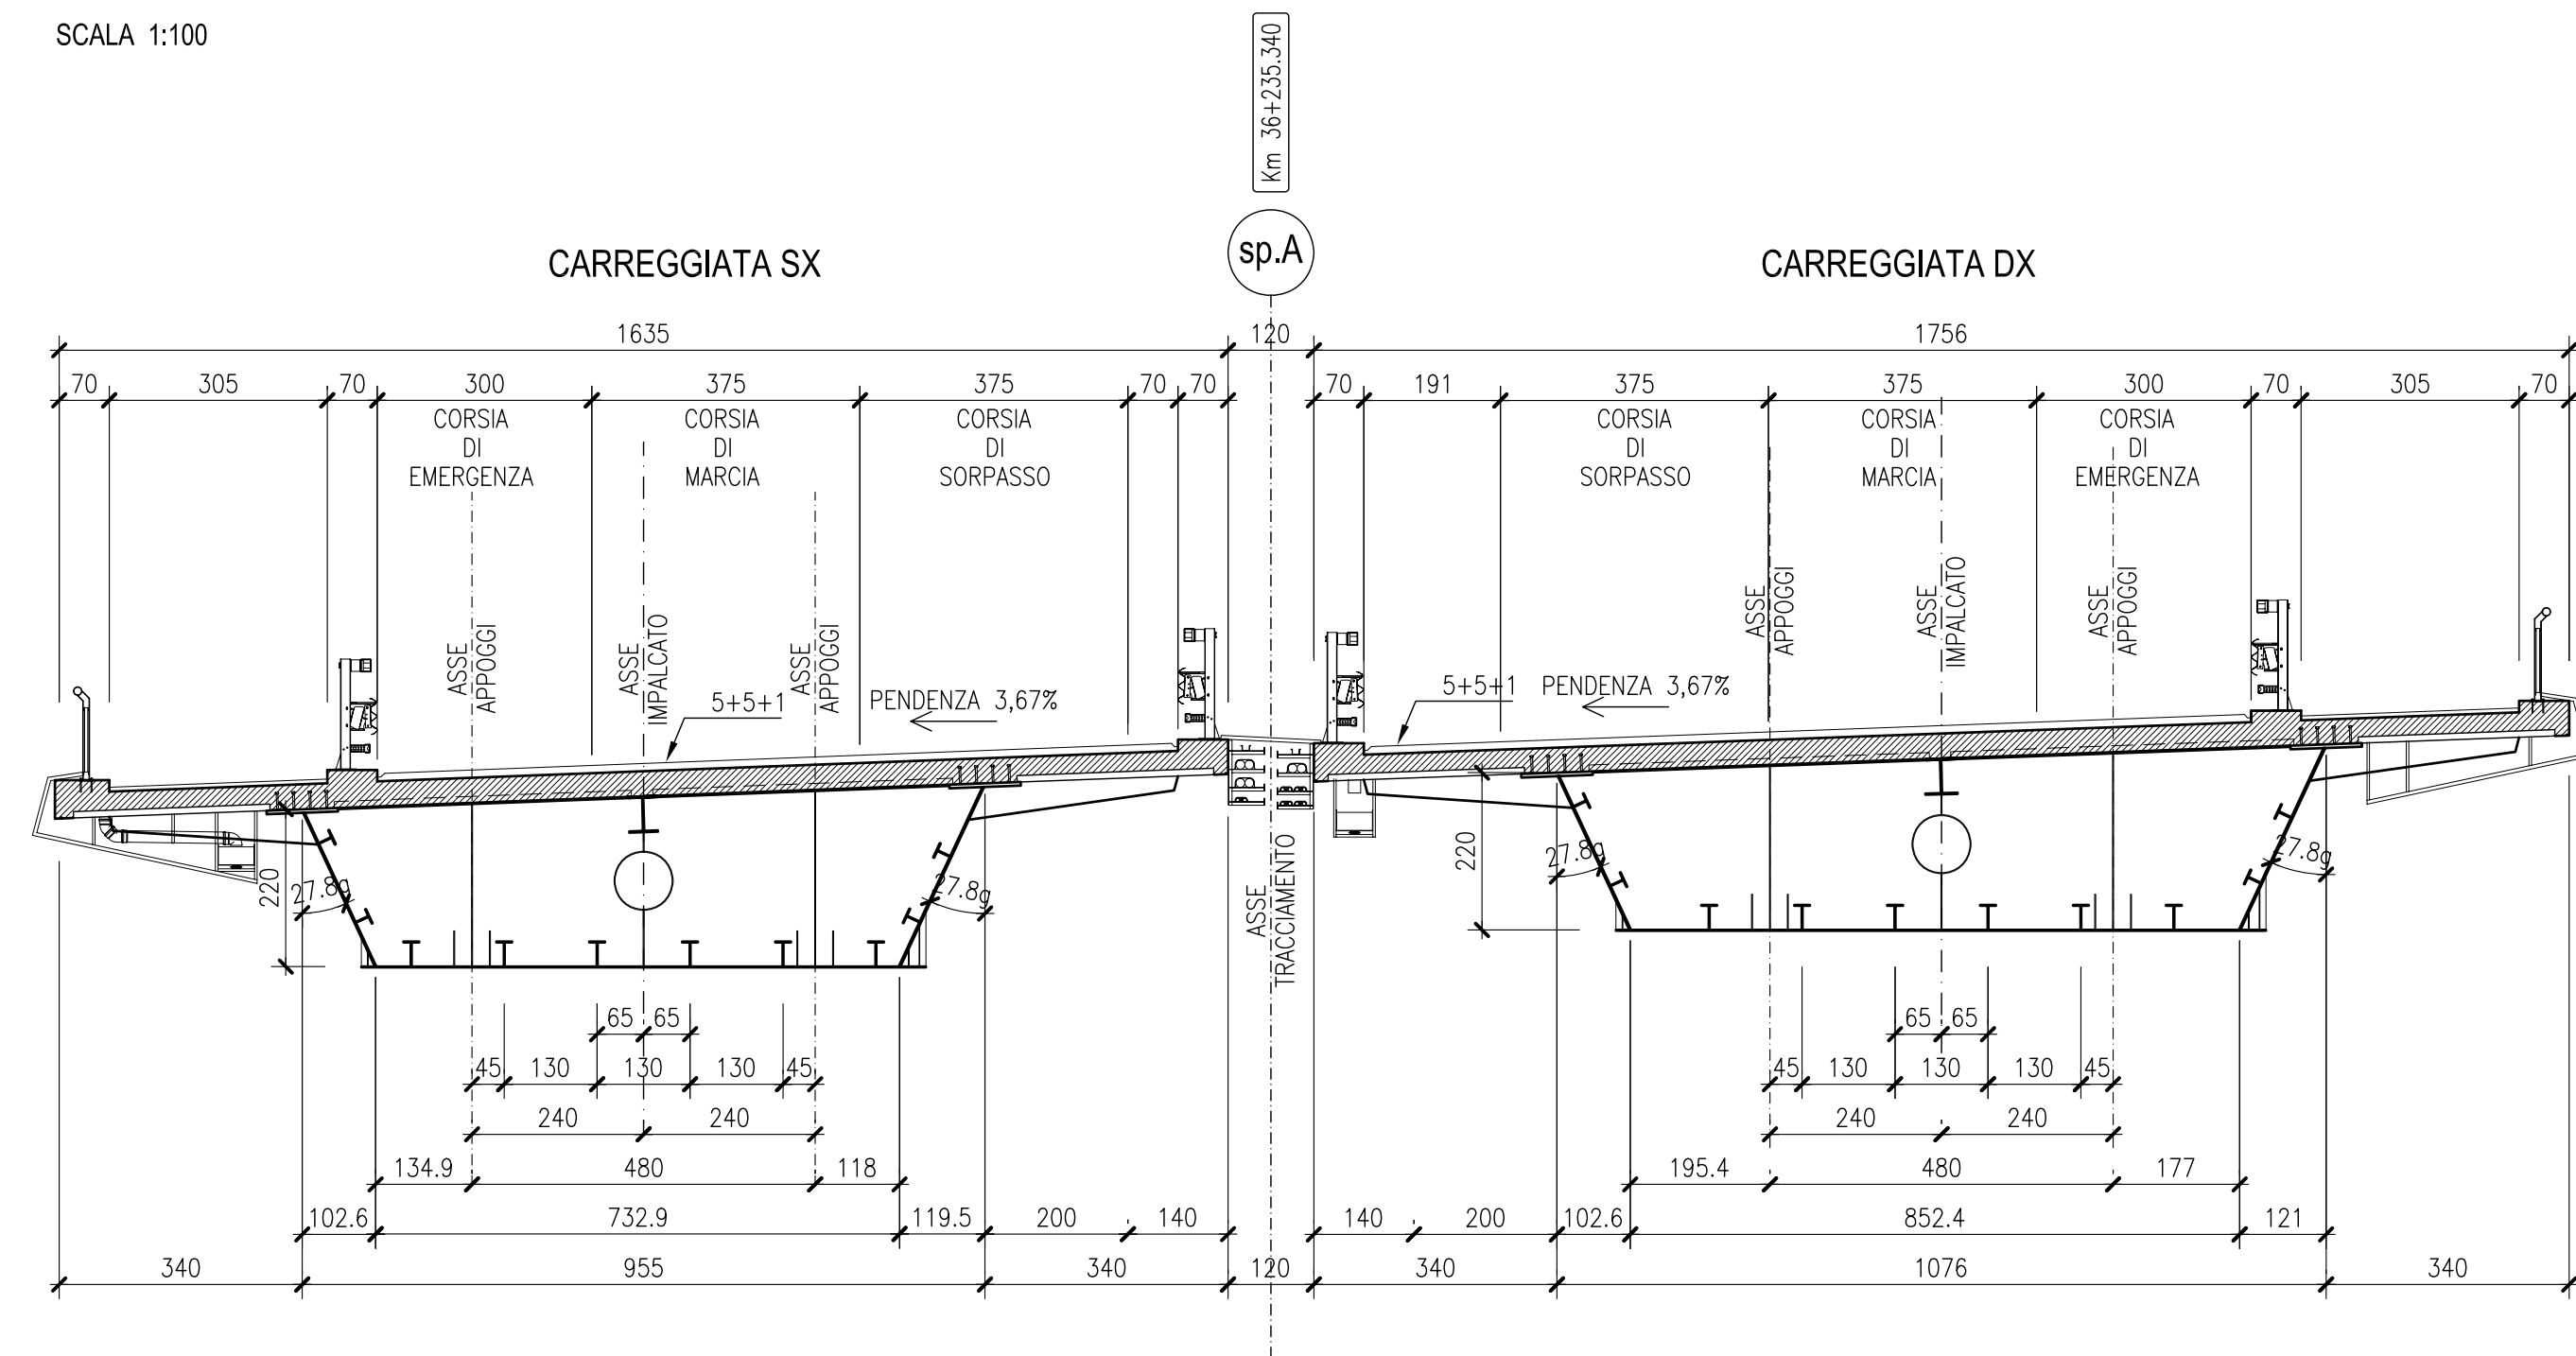 SCALA 1:100
Km 36+235.340
sp.A
CARREGGIATA SX
CARREGGIATA DX
1635
120
1756
70
305
70
300
375
375
70
70
70
191
375
375
300
70
305
70
CORSIA
DI
EMERGENZA
CORSIA
DI
MARCIA
CORSIA
DI
SORPASSO
CORSIA
DI
SORPASSO
CORSIA
DI
MARCIA
CORSIA
DI
EMERGENZA
ASSE
APPOGGI
ASSE
IMPALCATO
ASSE
APPOGGI
ASSE
APPOGGI
ASSE
IMPALCATO
ASSE
APPOGGI
5+5+1
PENDENZA 3,67%
5+5+1
PENDENZA 3,67%
220
27.8g
27.8g
ASSE
TRACCIAMENTO
220
27.8g
27.8g
65
65
65
65
45
130
130
130
45
45
130
130
130
45
240
240
240
240
134.9
480
118
195.4
480
177
102.6
732.9
119.5
200
140
140
200
102.6
852.4
121
340
955
340
120
340
1076
340